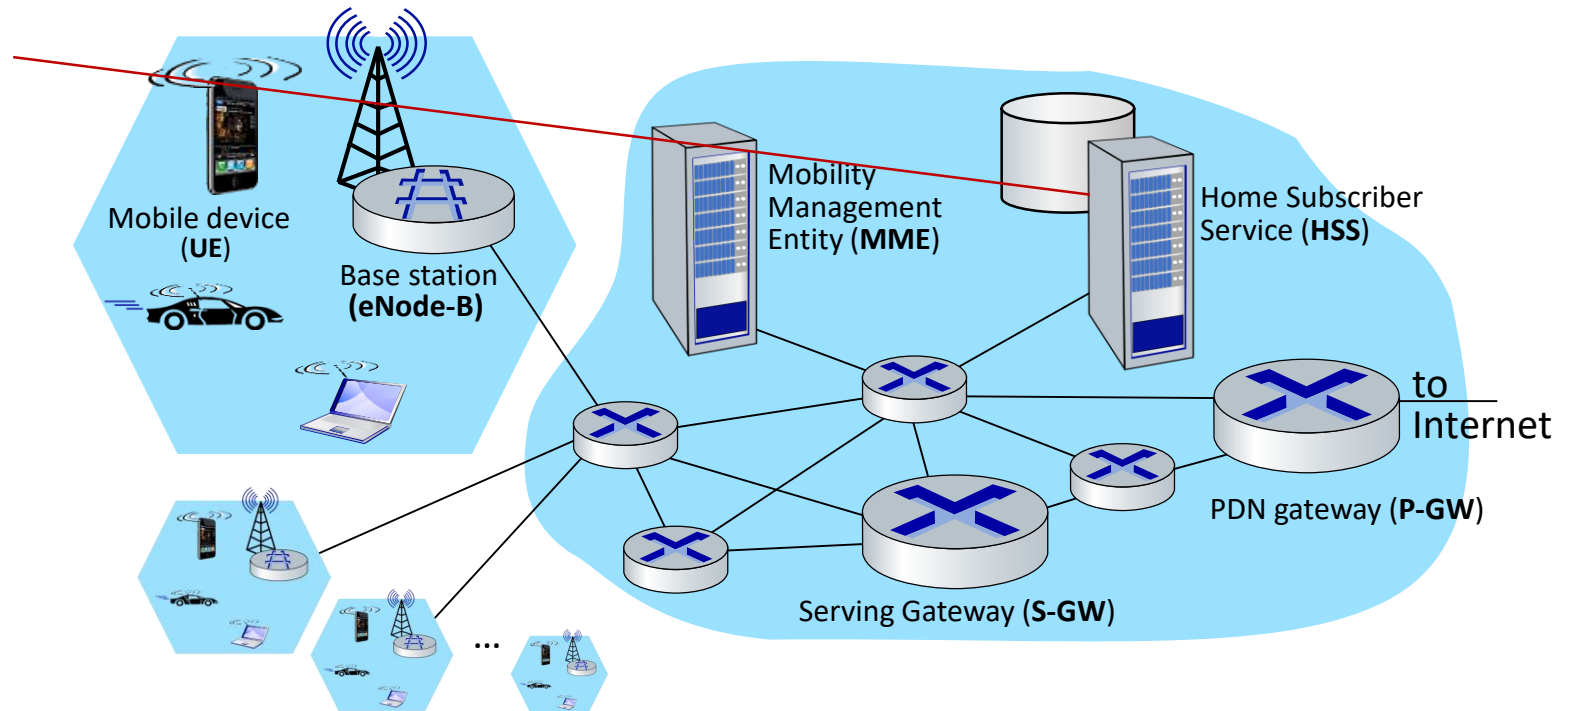 Mobile device
(UE)
Base station
(eNode-B)
Mobility
Management
Entity (MME)
Home Subscriber
Service (HSS)
to
Internet
PDN gateway (P-GW)
Serving Gateway (S-GW)
...